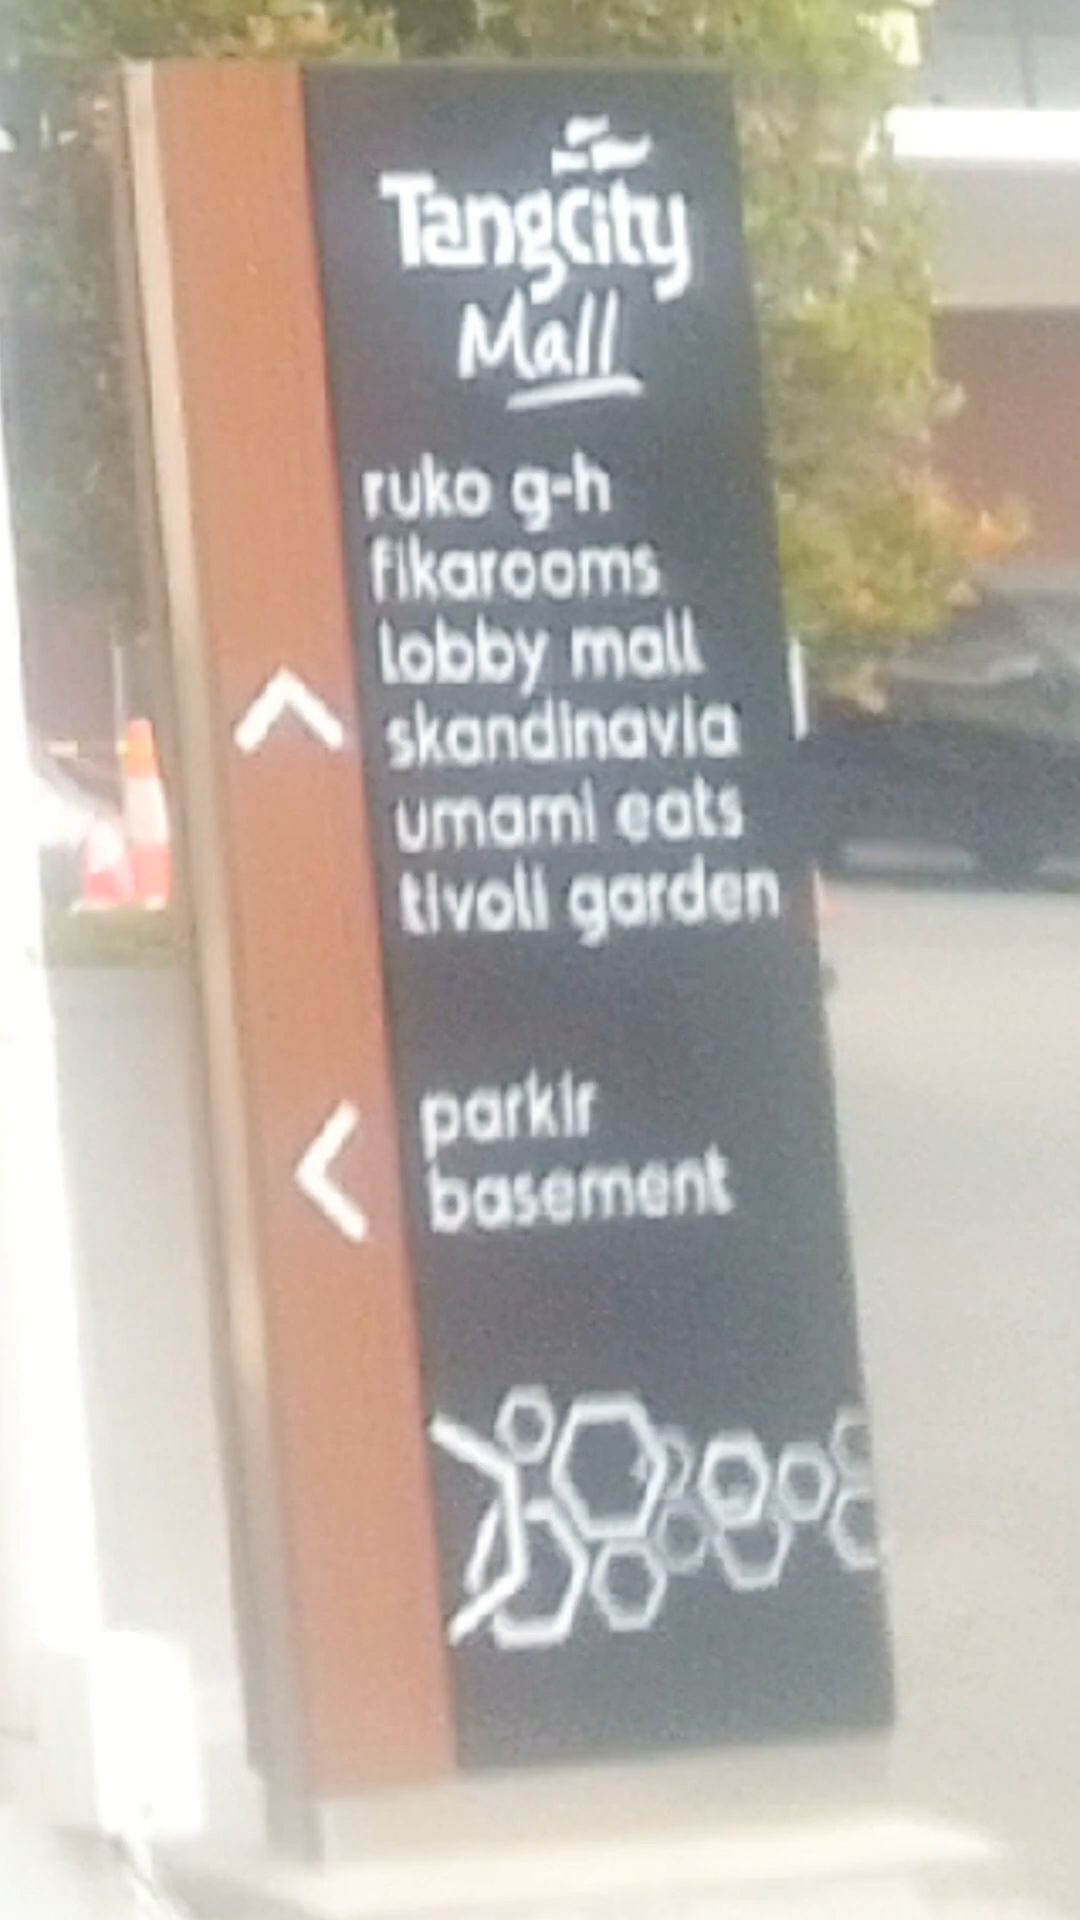 TangCity
Mall
ruko g-h
fikarooms
lobby mall
skandinavia
umami eats
tivoli garden
parkir
basement